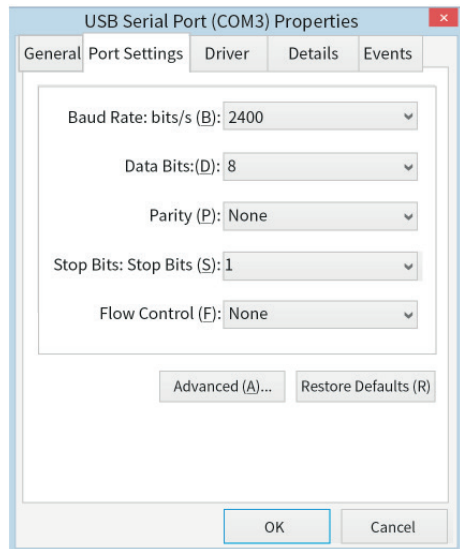 USB Serial Port (COM3) Properties
×
General Port Settings Driver Details Events
Baud Rate: bits/s (B): 2400
Data Bits:(D): 8
Parity (P): None
Stop Bits: Stop Bits (S): 1
Flow Control (F): None
Advanced (A)... Restore Defaults (R)
OK Cancel